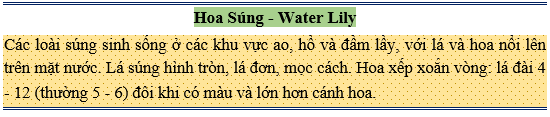 Hoa Súng - Water Lily
Các loài súng sinh sống ở các khu vực ao, hồ và đầm lầy, với lá và hoa nổi lên
trên mặt nước. Lá súng hình tròn, lá đơn, mọc cách. Hoa xếp xoắn vòng: lá đài 4
- 12 (thường 5 - 6) đôi khi có màu và lớn hơn cánh hoa.